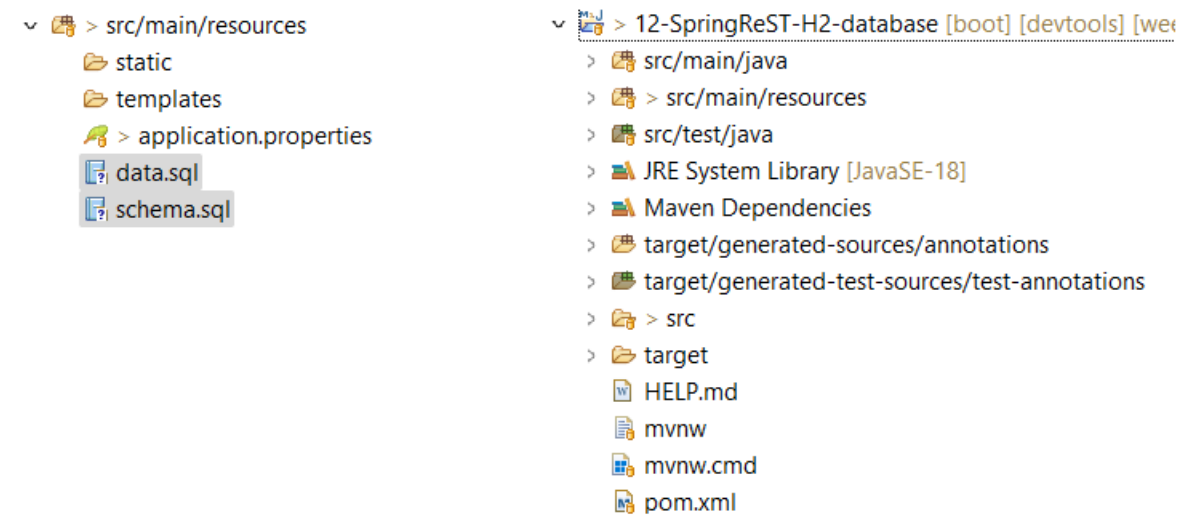 > src/main/resources
static
templates
> application.properties
data.sql
schema.sql
> 12-SpringReST-H2-database [boot] [devtools] [wee
src/main/java
> src/main/resources
src/test/java
JRE System Library [JavaSE-18]
Maven Dependencies
target/generated-sources/annotations
target/generated-test-sources/test-annotations
> src
target
HELP.md
mvnw
mvnw.cmd
pom.xml